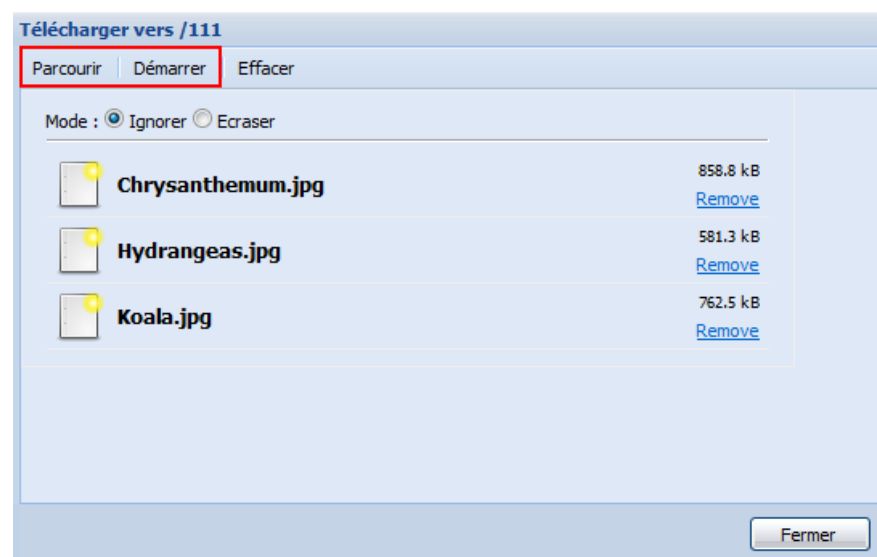 Télécharger vers /111
Parcourir Démarrer Effacer
Mode : Ignorer Ecraser
Chrysanthemum.jpg 858.8 kB
Remove
Hydrangeas.jpg 581.3 kB
Remove
Koala.jpg 762.5 kB
Remove
Fermer